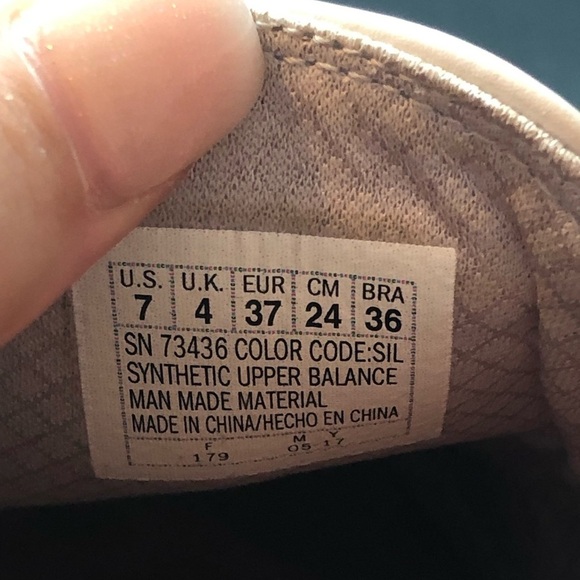 U.S. U.K. EUR CM BRA
7 4 37 24 36
SN 73436 COLOR CODE:SIL
SYNTHETIC UPPER BALANCE
MAN MADE MATERIAL
MADE IN CHINA/HECHO EN CHINA
F M Y
179 05 17